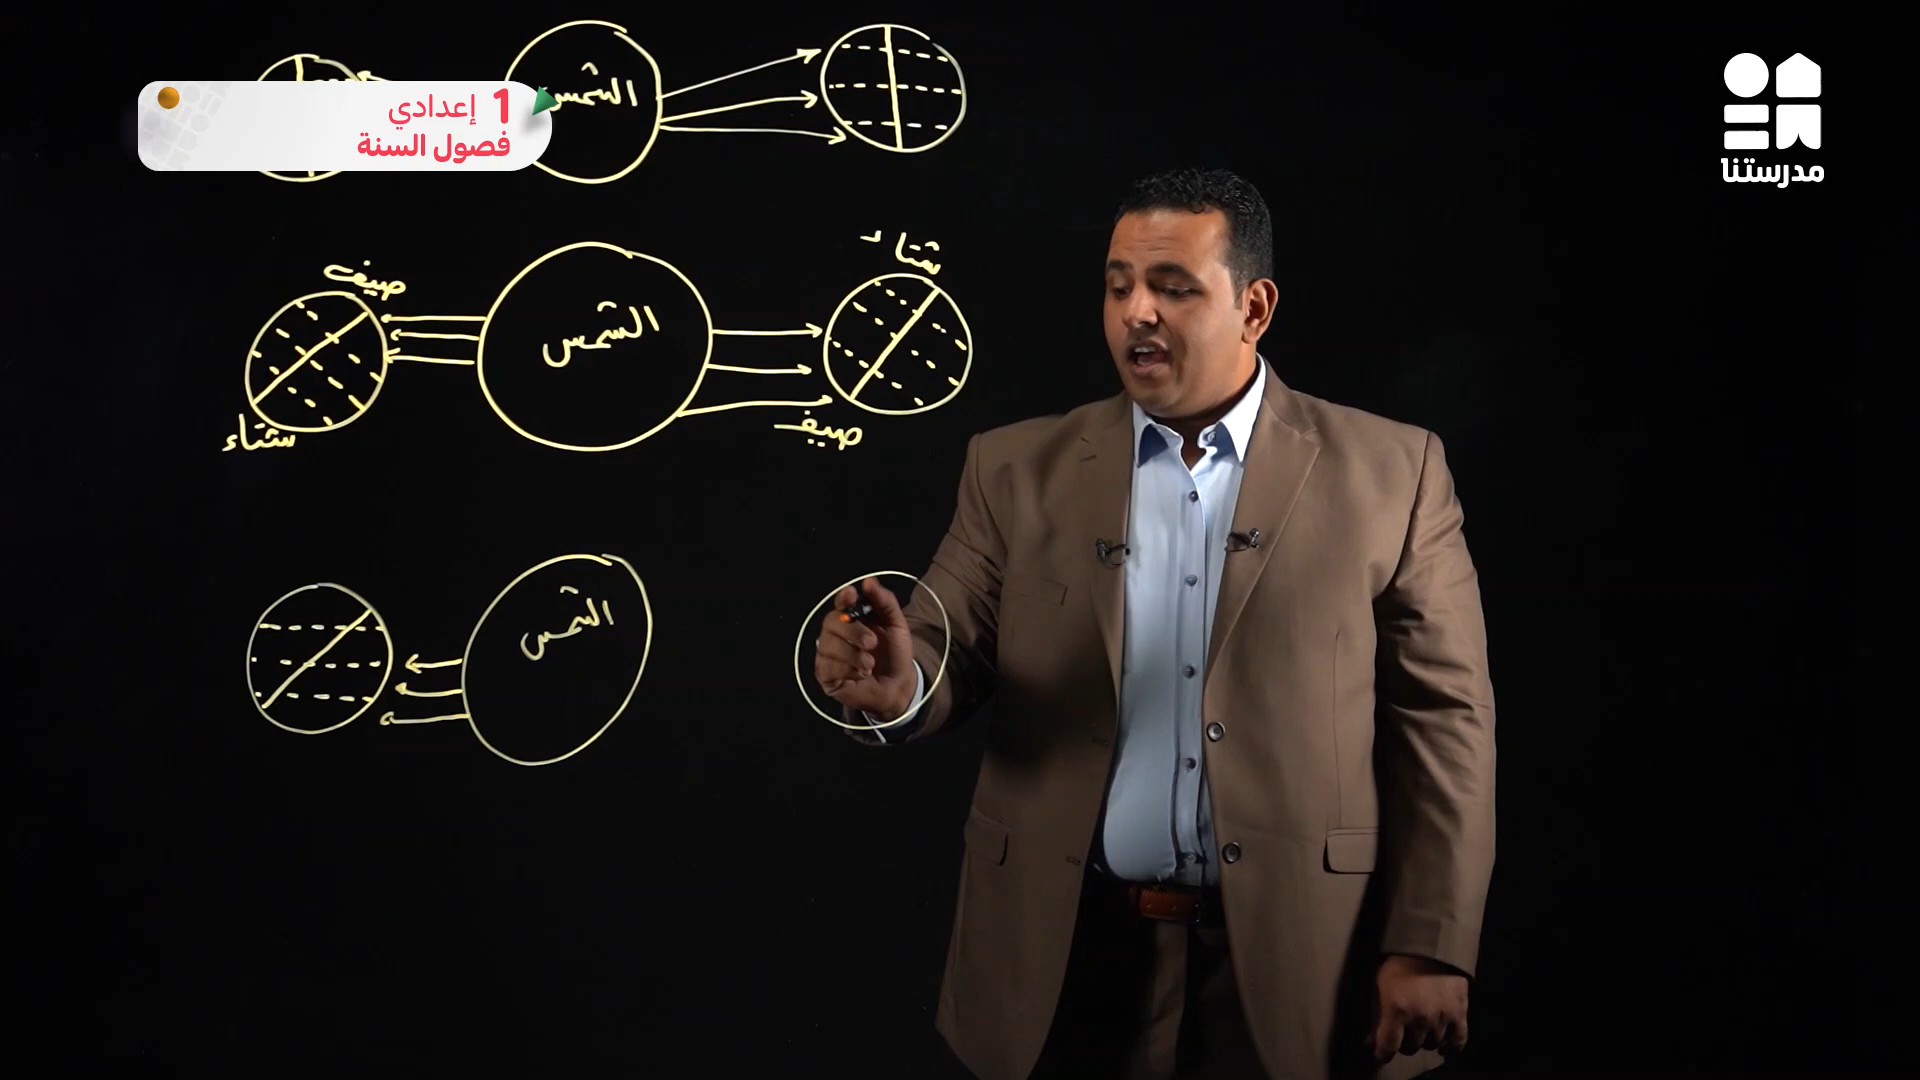 1 إعدادي
فصول السنة
مدرستنا
الشمس
شتاء
صيف
الشمس
صيف
شتاء
الشمس